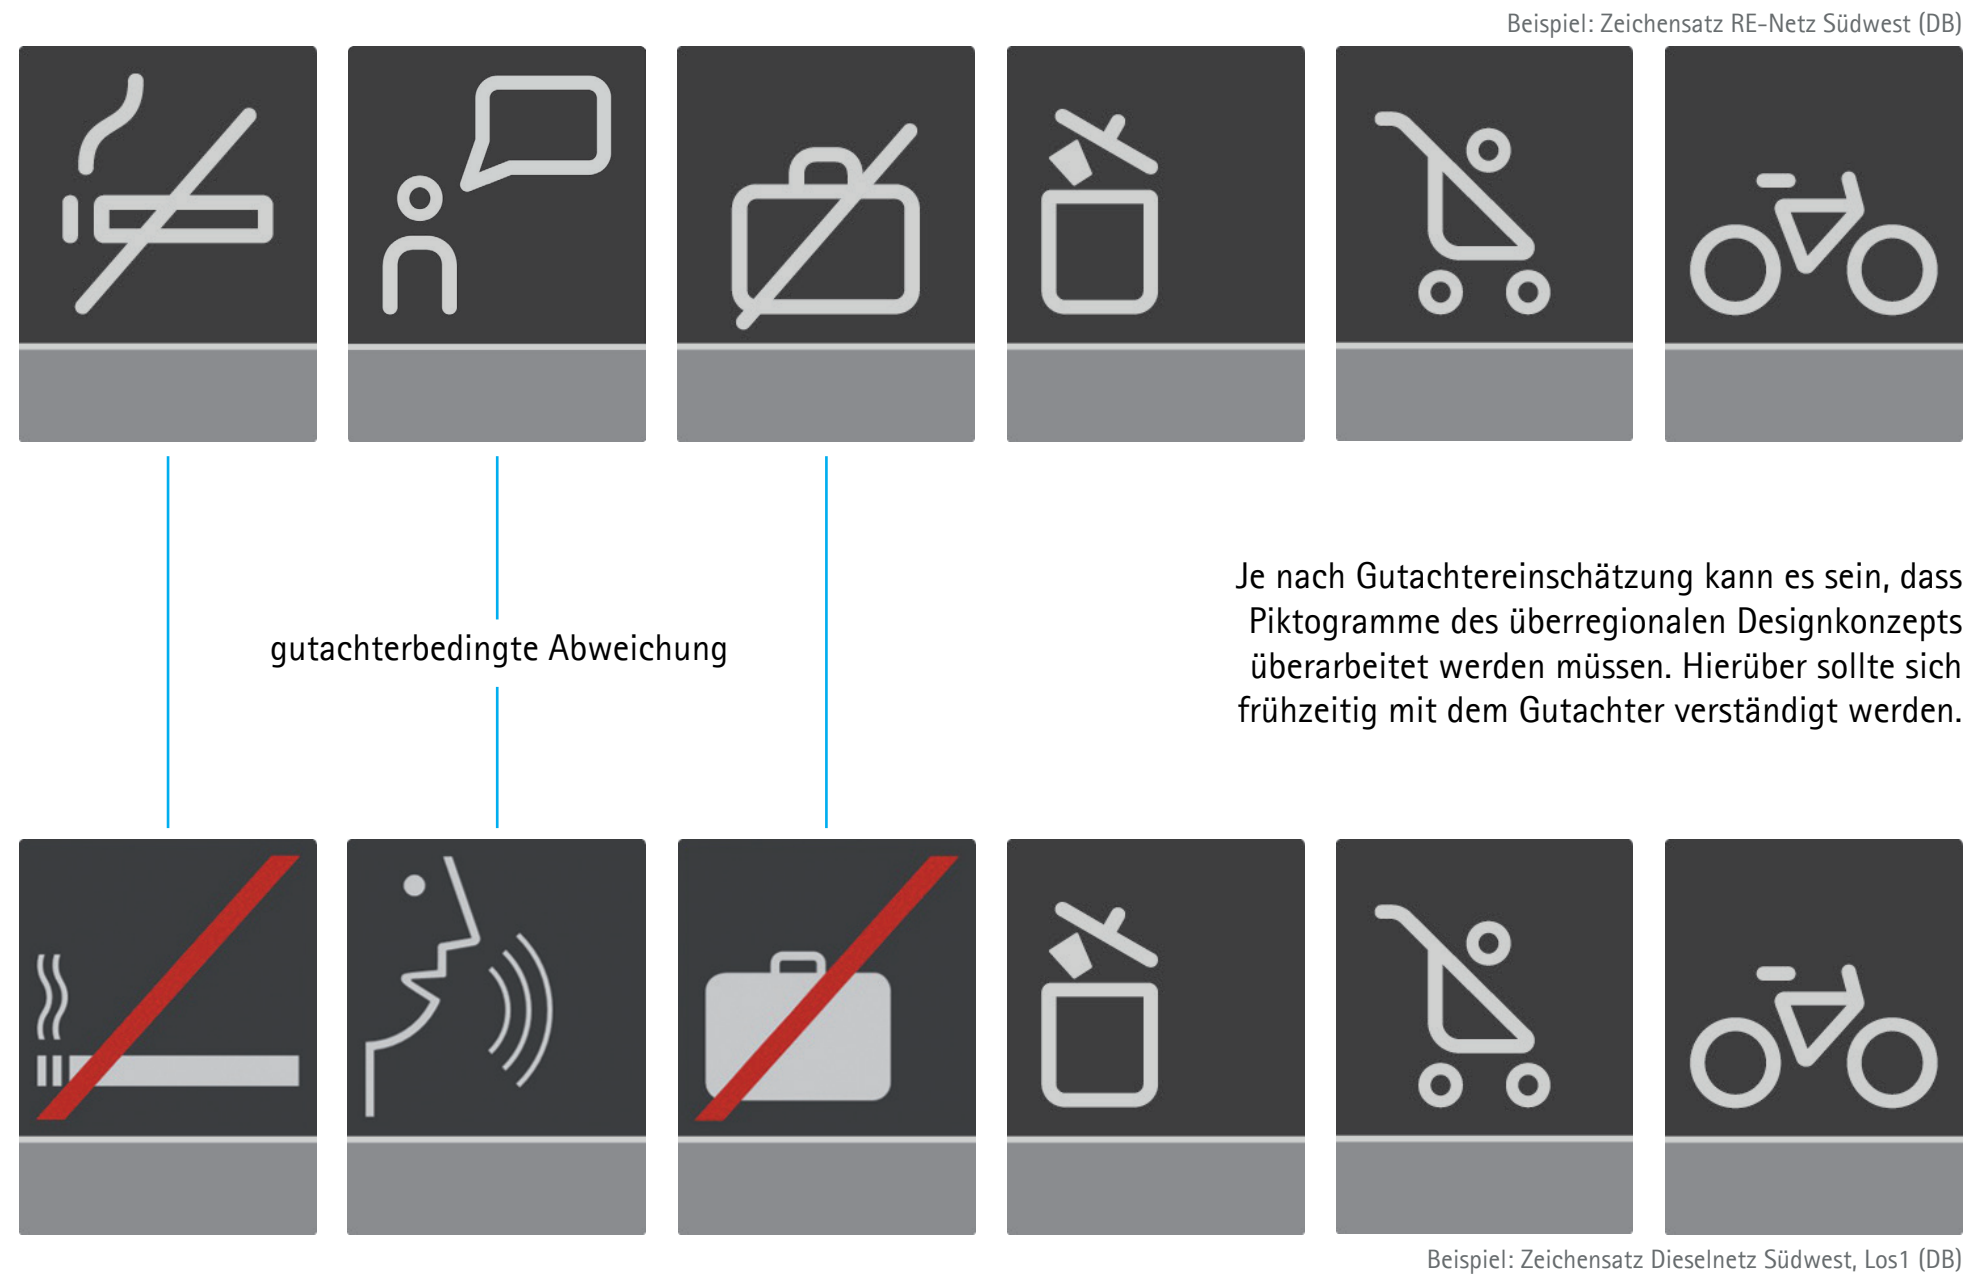 Beispiel: Zeichensatz RE-Netz Südwest (DB)
gutachterbedingte Abweichung
Je nach Gutachtereinschätzung kann es sein, dass
Piktogramme des überregionalen Designkonzepts
überarbeitet werden müssen. Hierüber sollte sich
frühzeitig mit dem Gutachter verständigt werden.
Beispiel: Zeichensatz Dieselnetz Südwest, Los1 (DB)